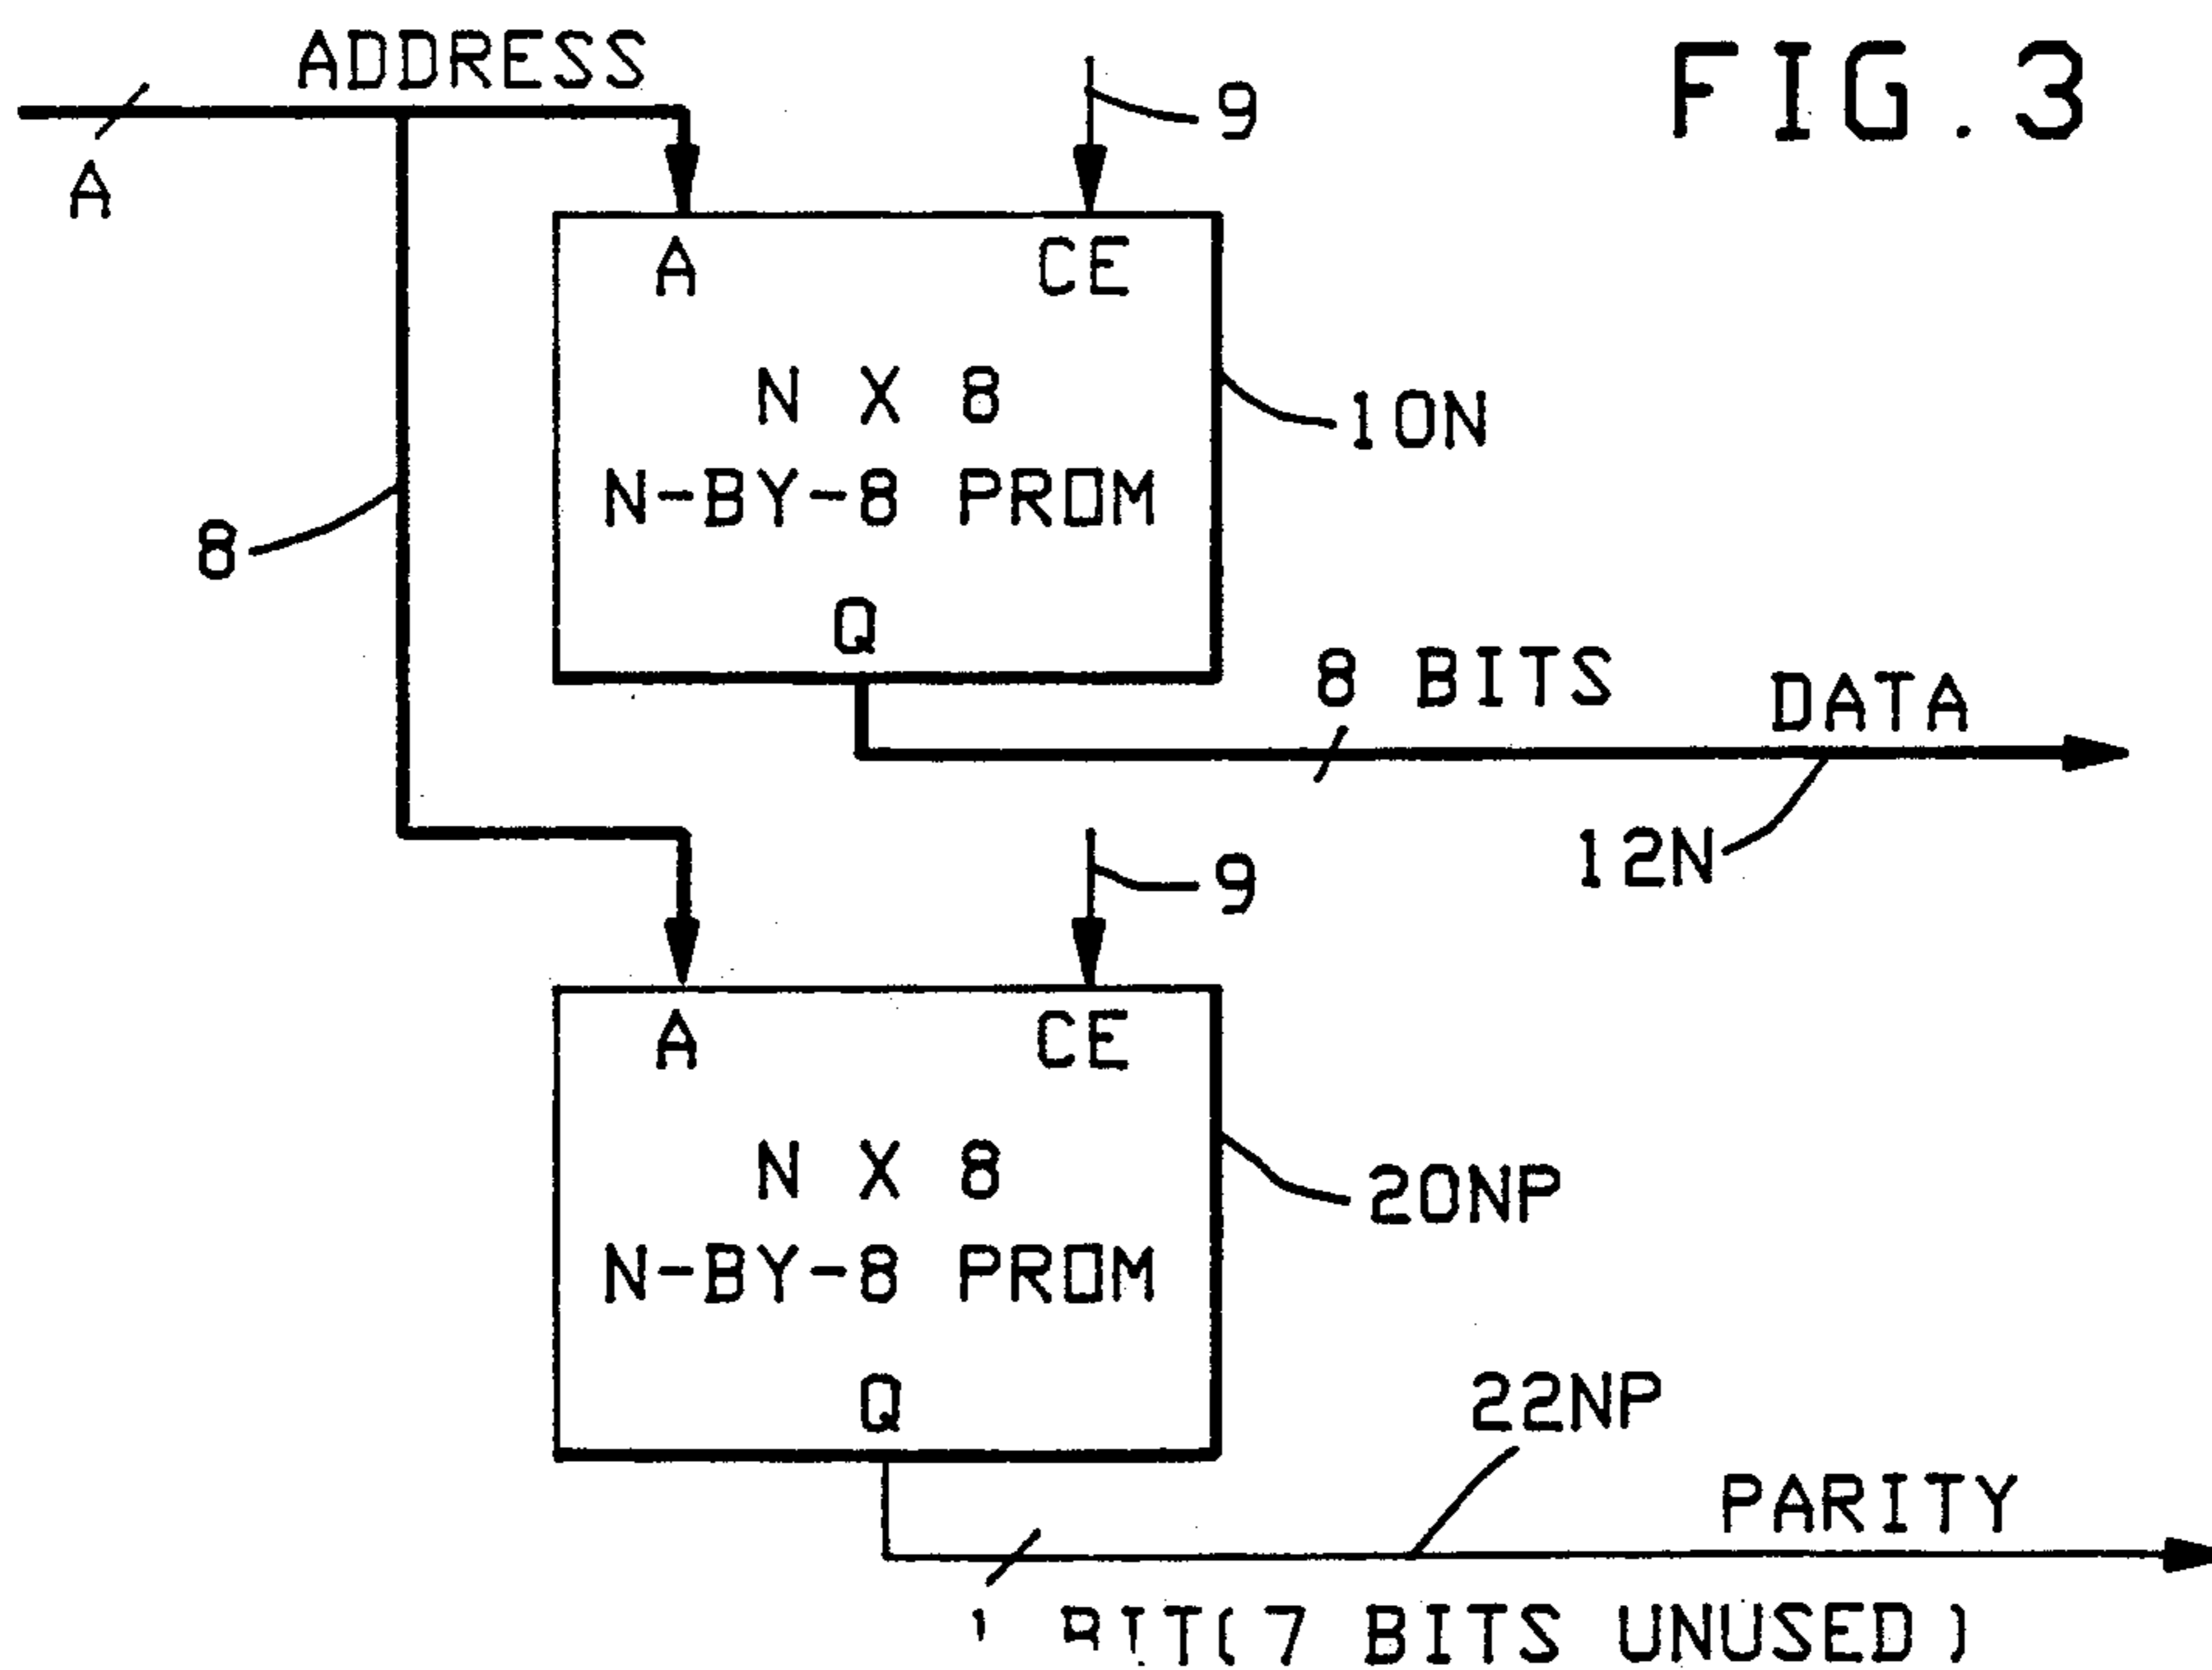 ADDRESS
FIG.3
9
A
A CE
N X 8
10N
N-BY-8 PROM
8
Q
8 BITS
DATA
12N
9
A CE
N X 8
20NP
N-BY-8 PROM
Q
22NP
PARITY
1 BIT(7 BITS UNUSED)